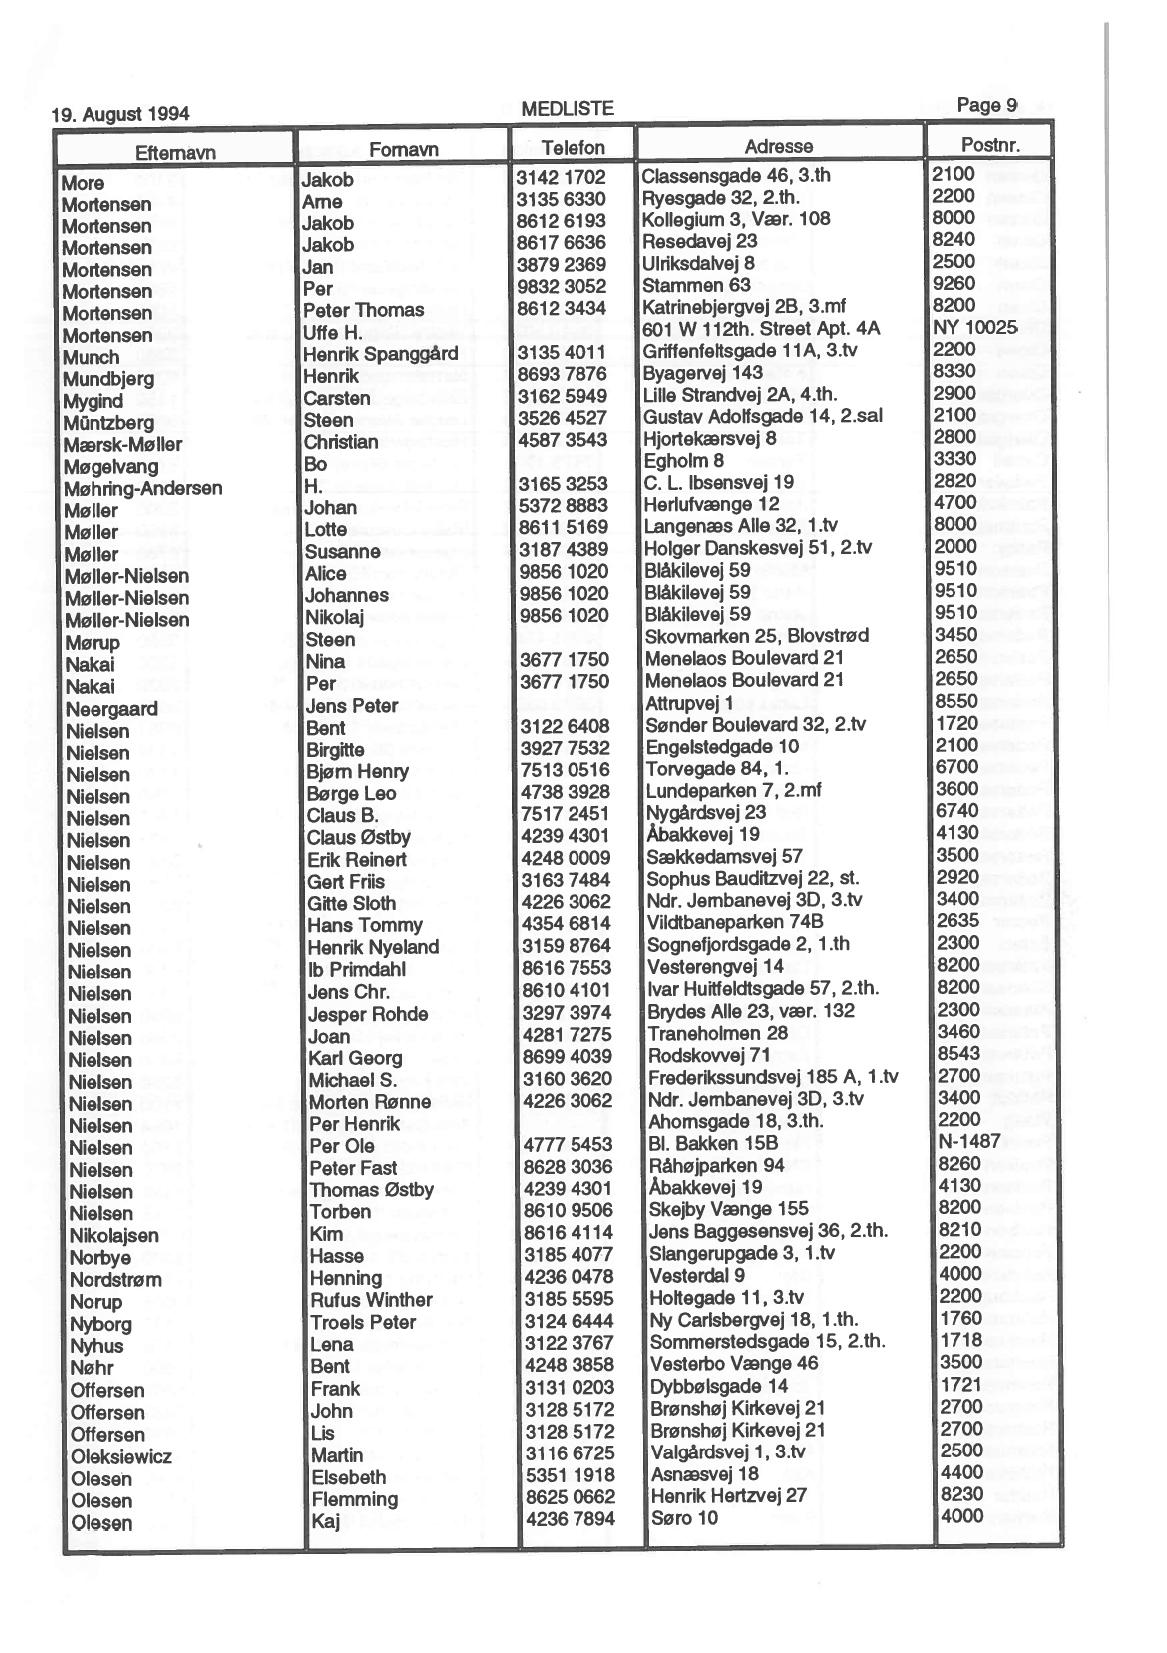 19. August 1994 MEDLISTE Page 9
Efternavn Fornavn Telefon Adresse Postnr.
More Jakob 3142 1702 Classensgade 46, 3.th 2100
Mortensen Arne 3135 6330 Ryesgade 32, 2.th. 2200
Mortensen Jakob 8612 6193 Kollegium 3, Vær. 108 8000
Mortensen Jakob 8617 6636 Resedavej 23 8240
Mortensen Jan 3879 2369 Ulriksdalvej 8 2500
Mortensen Per 9832 3052 Stammen 63 9260
Mortensen Peter Thomas 8612 3434 Katrinebjergvej 2B, 3.mf 8200
Mortensen Uffe H. 601 W 112th. Street Apt. 4A NY 10025
Munch Henrik Spanggård 3135 4011 Griffenfeltsgade 11A, 3.tv 2200
Mundbjerg Henrik 8693 7876 Byagervej 143 8330
Mygind Carsten 3162 5949 Lille Strandvej 2A, 4.th. 2900
Müntzberg Steen 3526 4527 Gustav Adolfsgade 14, 2.sal 2100
Mærsk-Møller Christian 4587 3543 Hjortekærsvej 8 2800
Møgelvang Bo Egholm 8 3330
Møhring-Andersen H. 3165 3253 C. L. Ibsensvej 19 2820
Møller Johan 5372 8883 Herlufvænge 12 4700
Møller Lotte 8611 5169 Langenæs Alle 32, 1.tv 8000
Møller Susanne 3187 4389 Holger Danskesvej 51, 2.tv 2000
Møller-Nielsen Alice 9856 1020 Blåkilevej 59 9510
Møller-Nielsen Johannes 9856 1020 Blåkilevej 59 9510
Møller-Nielsen Nikolaj 9856 1020 Blåkilevej 59 9510
Mørup Steen Skovmarken 25, Blovstrød 3450
Nakai Nina 3677 1750 Menelaos Boulevard 21 2650
Nakai Per 3677 1750 Menelaos Boulevard 21 2650
Neergaard Jens Peter Attrupvej 1 8550
Nielsen Bent 3122 6408 Sønder Boulevard 32, 2.tv 1720
Nielsen Birgitte 3927 7532 Engelstedgade 10 2100
Nielsen Bjørn Henry 7513 0516 Torvegade 84, 1. 6700
Nielsen Børge Leo 4738 3928 Lundeparken 7, 2.mf 3600
Nielsen Claus B. 7517 2451 Nygårdsvej 23 6740
Nielsen Claus Østby 4239 4301 Åbakkevej 19 4130
Nielsen Erik Reinert 4248 0009 Sækkedamsvej 57 3500
Nielsen Gert Friis 3163 7484 Sophus Bauditzvej 22, st. 2920
Nielsen Gitte Sloth 4226 3062 Ndr. Jernbanevej 3D, 3.tv 3400
Nielsen Hans Tommy 4354 6814 Vildtbaneparken 74B 2635
Nielsen Henrik Nyeland 3159 8764 Sognefjordsgade 2, 1.th 2300
Nielsen Ib Primdahl 8616 7553 Vesterengvej 14 8200
Nielsen Jens Chr. 8610 4101 Ivar Huitfeldtsgade 57, 2.th. 8200
Nielsen Jesper Rohde 3297 3974 Brydes Alle 23, vær. 132 2300
Nielsen Joan 4281 7275 Traneholmen 28 3460
Nielsen Karl Georg 8699 4039 Rodskovvej 71 8543
Nielsen Michael S. 3160 3620 Frederikssundsvej 185 A, 1.tv 2700
Nielsen Morten Rønne 4226 3062 Ndr. Jernbanevej 3D, 3.tv 3400
Nielsen Per Henrik Ahornsgade 18, 3.th. 2200
Nielsen Per Ole 4777 5453 Bl. Bakken 15B N-1487
Nielsen Peter Fast 8628 3036 Råhøjparken 94 8260
Nielsen Thomas Østby 4239 4301 Åbakkevej 19 4130
Nielsen Torben 8610 9506 Skejby Vænge 155 8200
Nikolajsen Kim 8616 4114 Jens Baggesensvej 36, 2.th. 8210
Norbye Hasse 3185 4077 Slangerupgade 3, 1.tv 2200
Nordstrøm Henning 4236 0478 Vesterdal 9 4000
Norup Rufus Winther 3185 5595 Holtegade 11, 3.tv 2200
Nyborg Troels Peter 3124 6444 Ny Carlsbergvej 18, 1.th. 1760
Nyhus Lena 3122 3767 Sommerstedsgade 15, 2.th. 1718
Nøhr Bent 4248 3858 Vesterbo Vænge 46 3500
Offersen Frank 3131 0203 Dybbølsgade 14 1721
Offersen John 3128 5172 Brønshøj Kirkevej 21 2700
Offersen Lis 3128 5172 Brønshøj Kirkevej 21 2700
Oleksiewicz Martin 3116 6725 Valgårdsvej 1, 3.tv 2500
Olesen Elsebeth 5351 1918 Asnæsvej 18 4400
Olesen Flemming 8625 0662 Henrik Hertzvej 27 8230
Olesen Kaj 4236 7894 Søro 10 4000